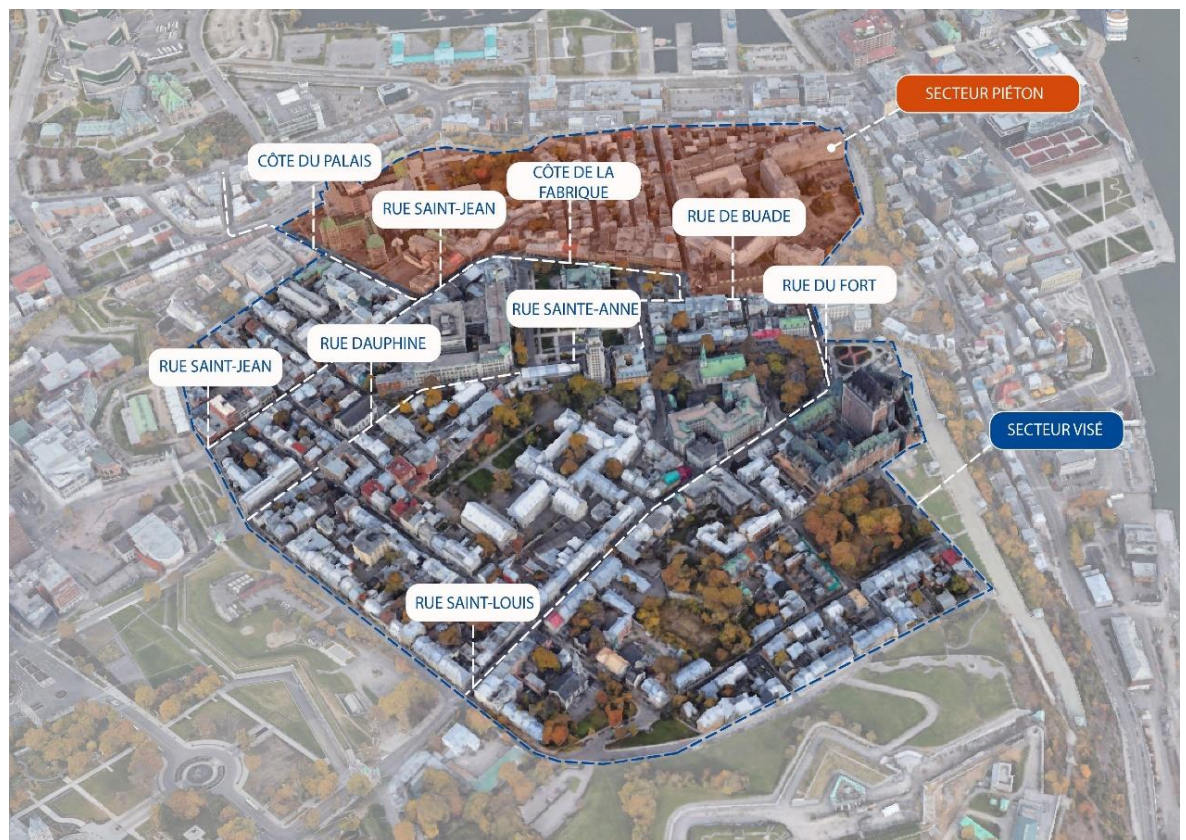 SECTEUR PIÉTON
CÔTE DU PALAIS
CÔTE DE LA
FABRIQUE
RUE SAINT-JEAN
RUE DE BUADE
RUE DU FORT
RUE SAINTE-ANNE
RUE DAUPHINE
RUE SAINT-JEAN
SECTEUR VISÉ
RUE SAINT-LOUIS